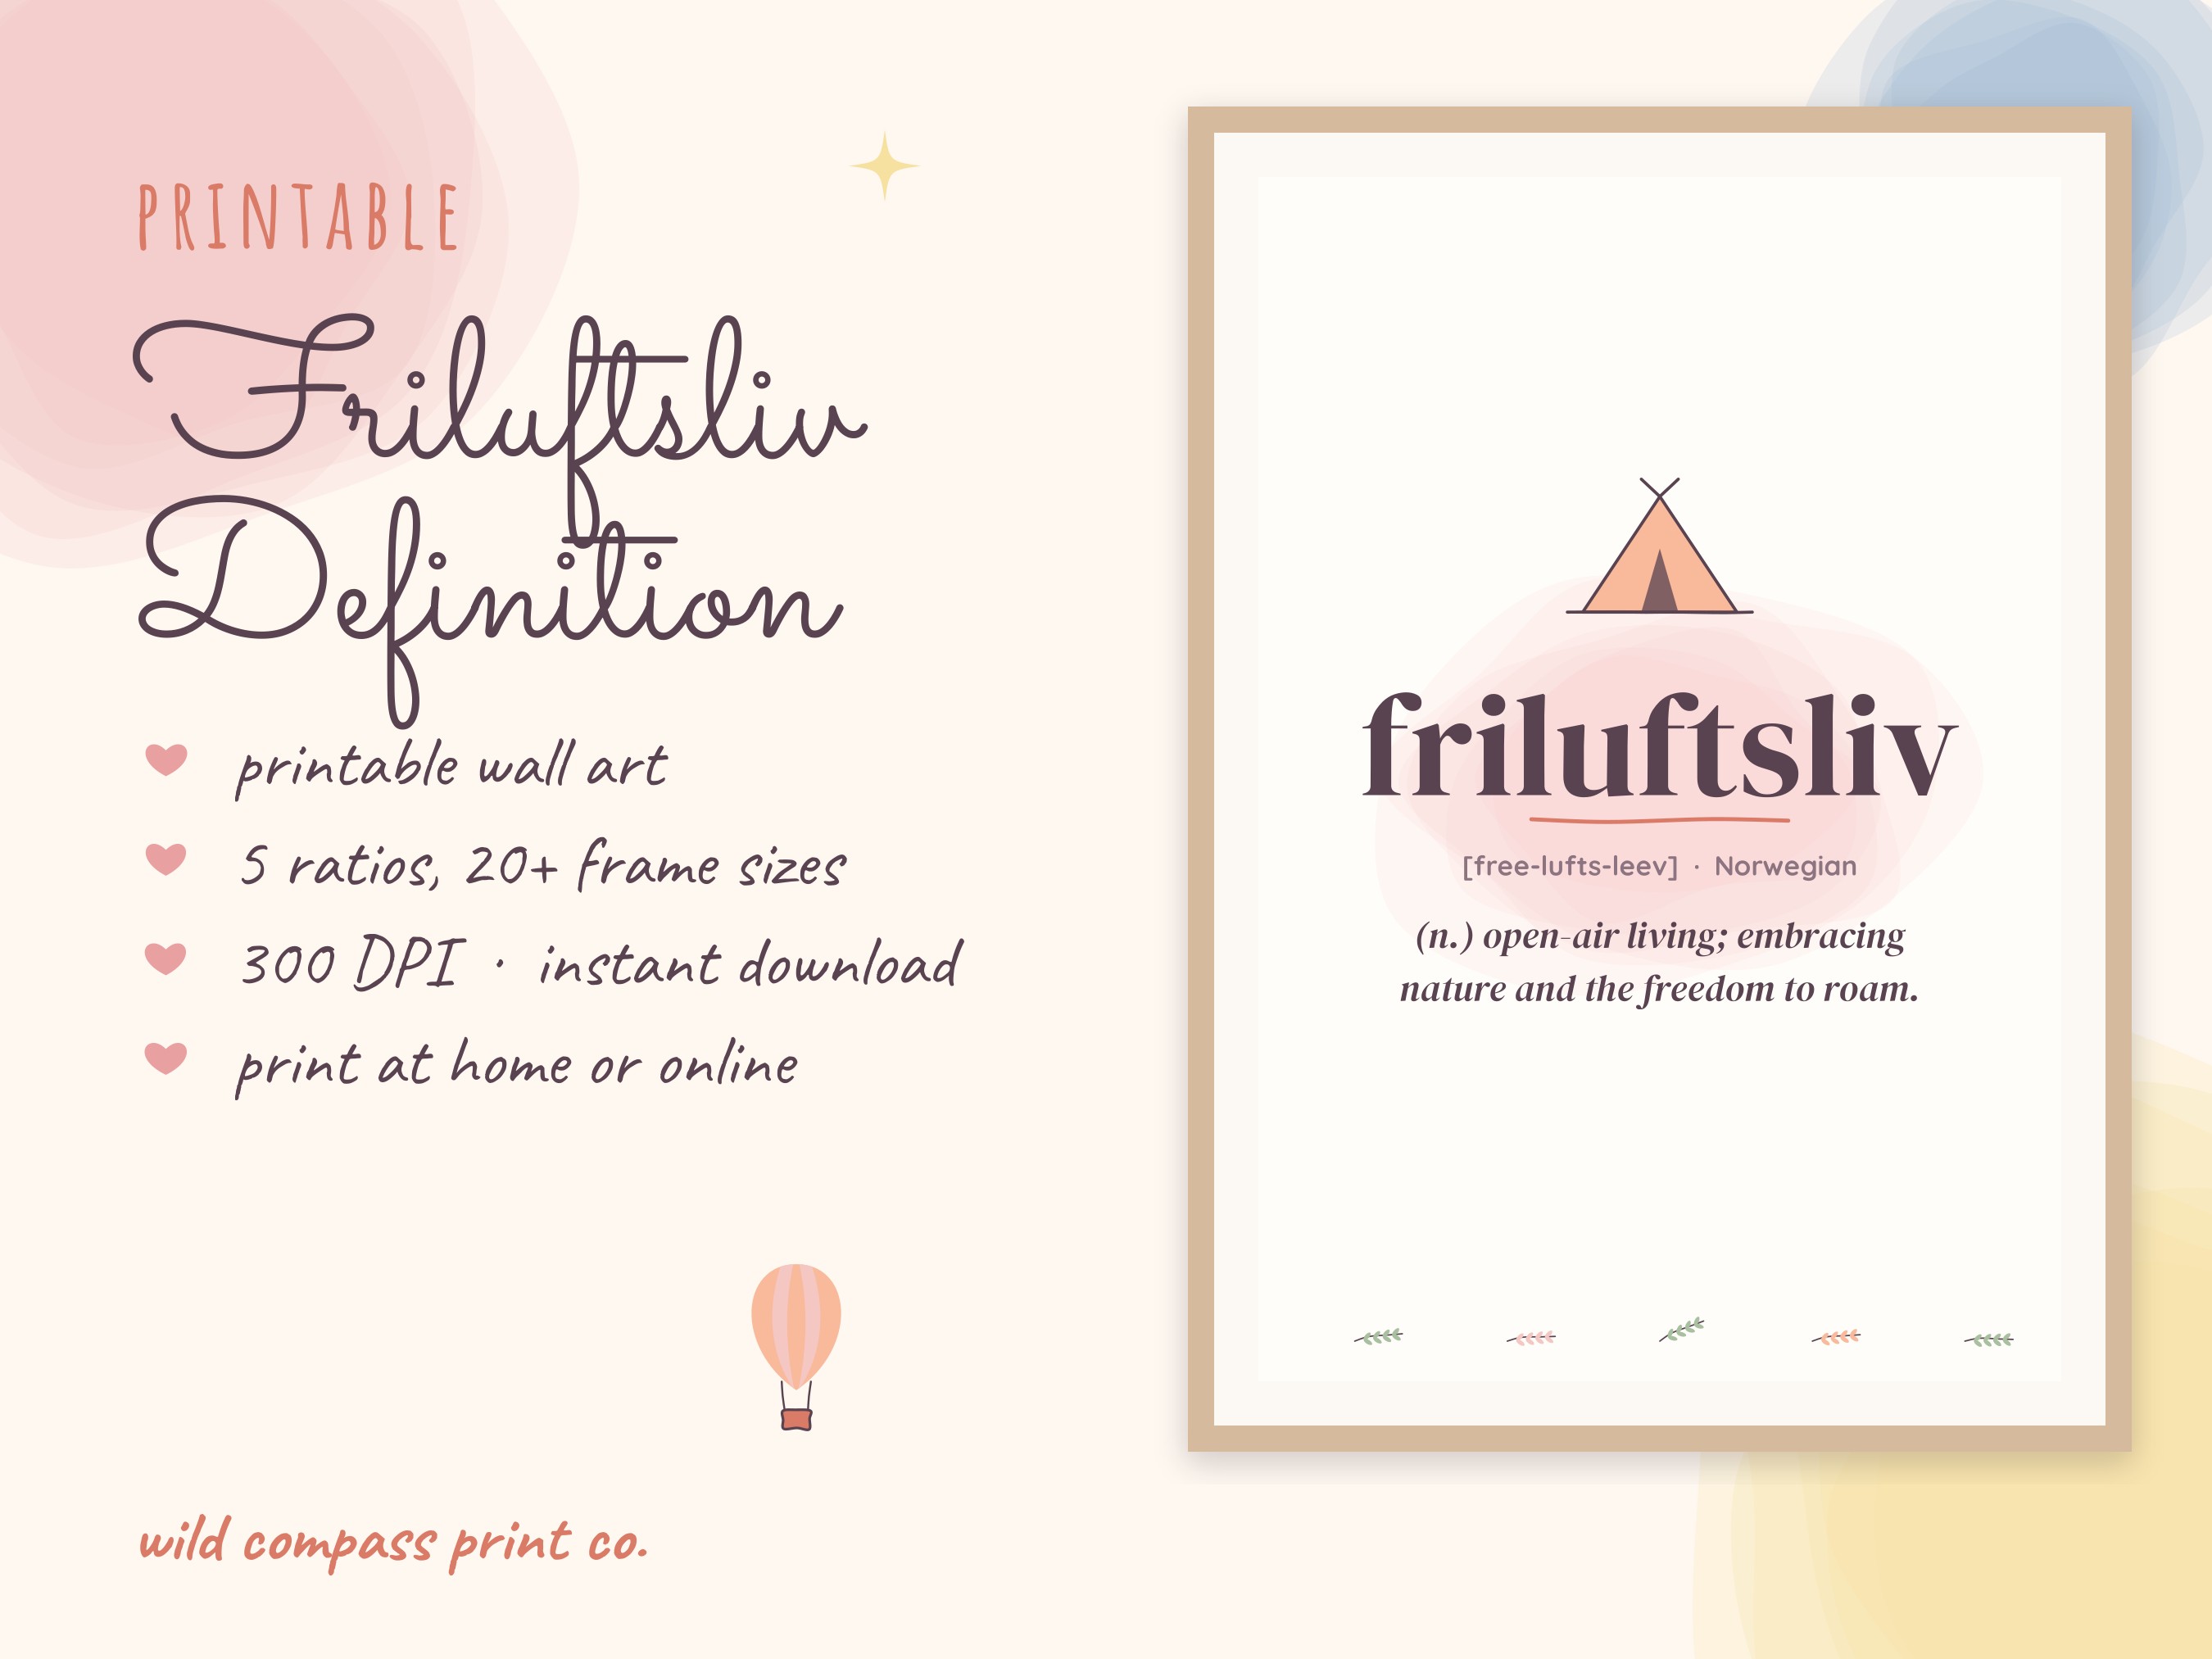 PRINTABLE
Friluftsliv
Definition
printable wall art
5 ratios, 20+ frame sizes
300 DPI · instant download
print at home or online
wild compass print co.
friluftsliv
[free-lufts-leev] · Norwegian
(n.) open-air living; embracing
nature and the freedom to roam.